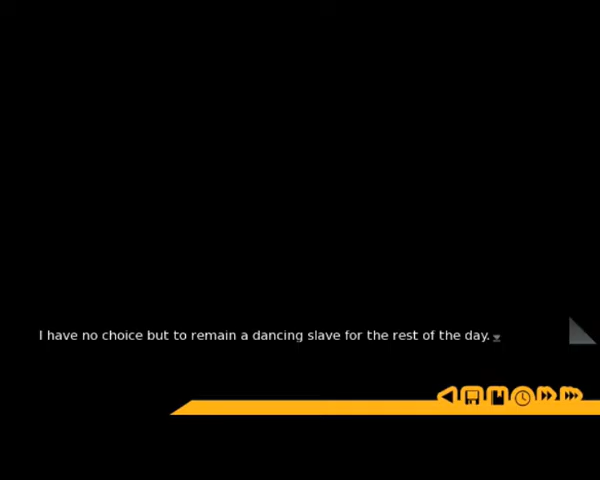 I have no choice but to remain a dancing slave for the rest of the day.